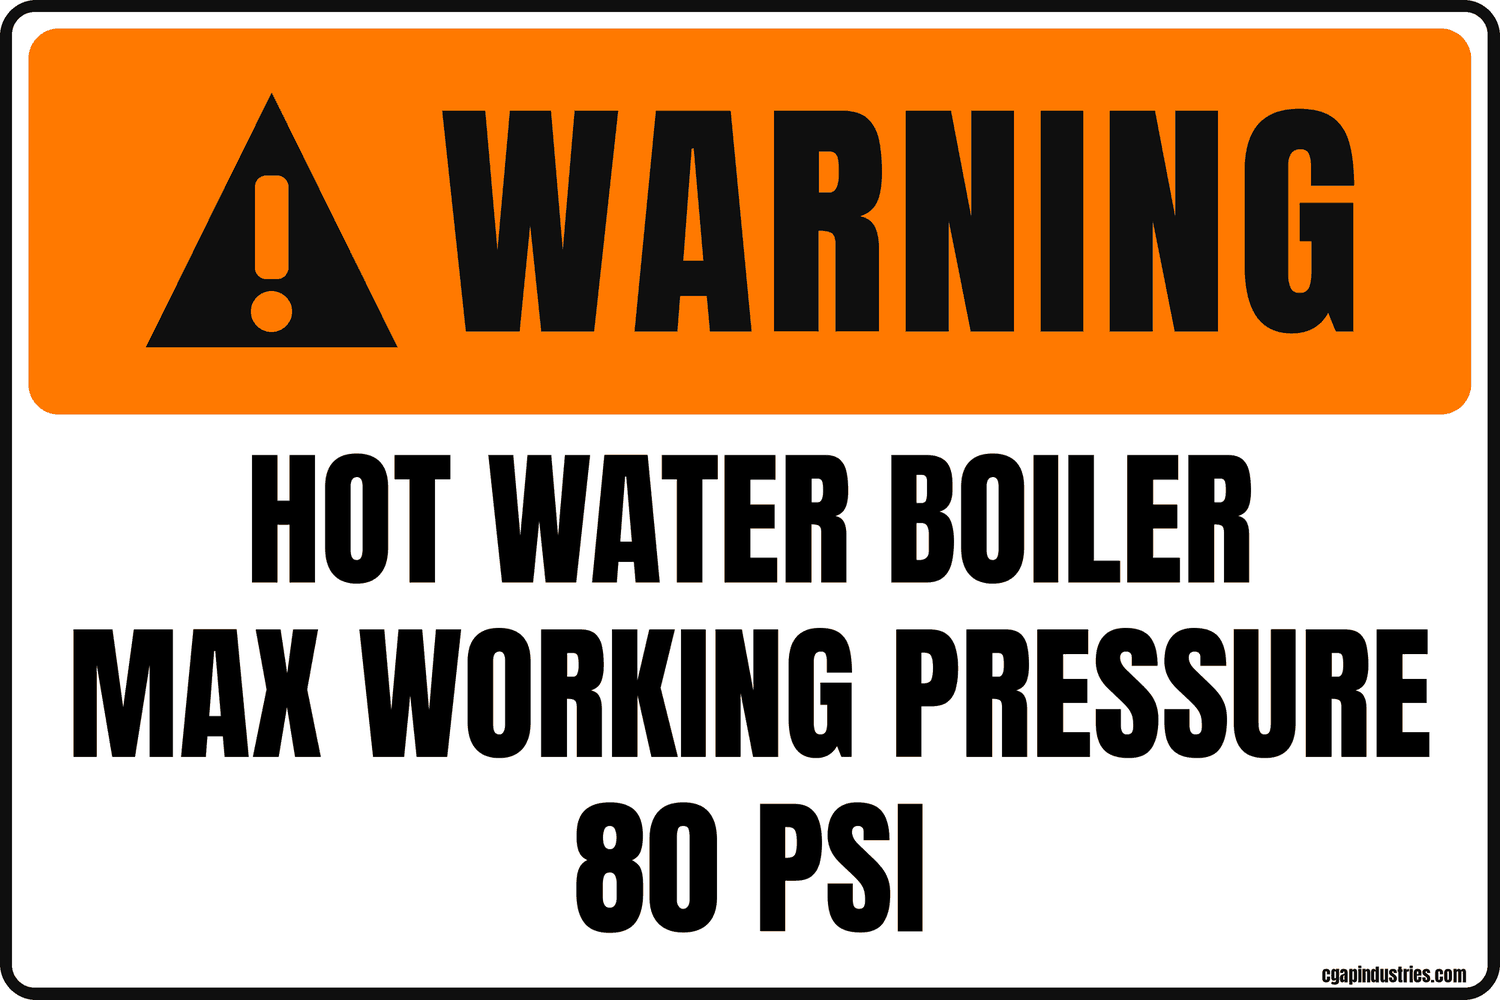 WARNING
HOT WATER BOILER
MAX WORKING PRESSURE
80 PSI
cgapindustries.com